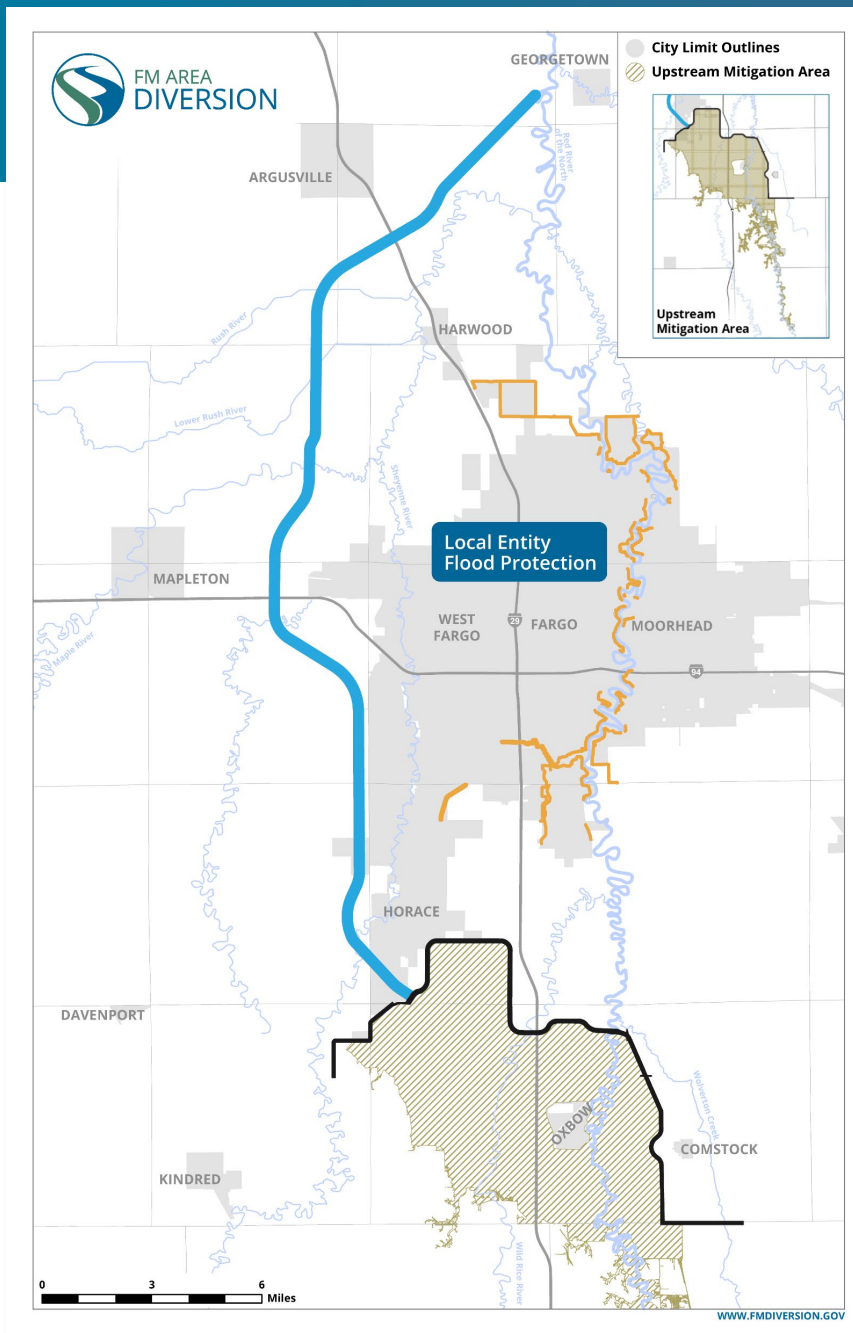 FM AREA
DIVERSION
City Limit Outlines
Upstream Mitigation Area
Upstream
Mitigation Area
GEORGETOWN
Red River
of the North
ARGUSVILLE
Rush River
HARWOOD
Lower Rush River
Sheyenne River
Local Entity
Flood Protection
MAPLETON
Maple River
WEST
FARGO
29
FARGO
MOORHEAD
94
HORACE
DAVENPORT
Wolverton Creek
OXBOW
COMSTOCK
KINDRED
Wild Rice River
0 3 6
Miles
WWW.FMDIVERSION.GOV